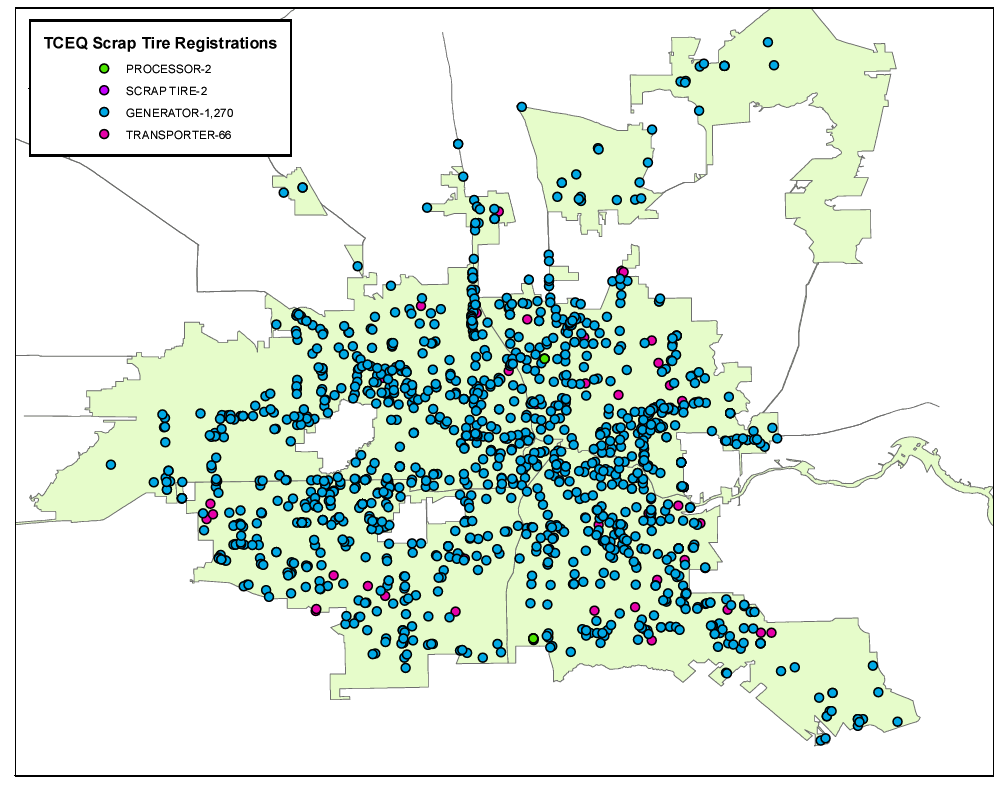 TCEQ Scrap Tire Registrations
PROCESSOR-2
SCRAP TIRE-2
GENERATOR-1,270
TRANSPORTER-66